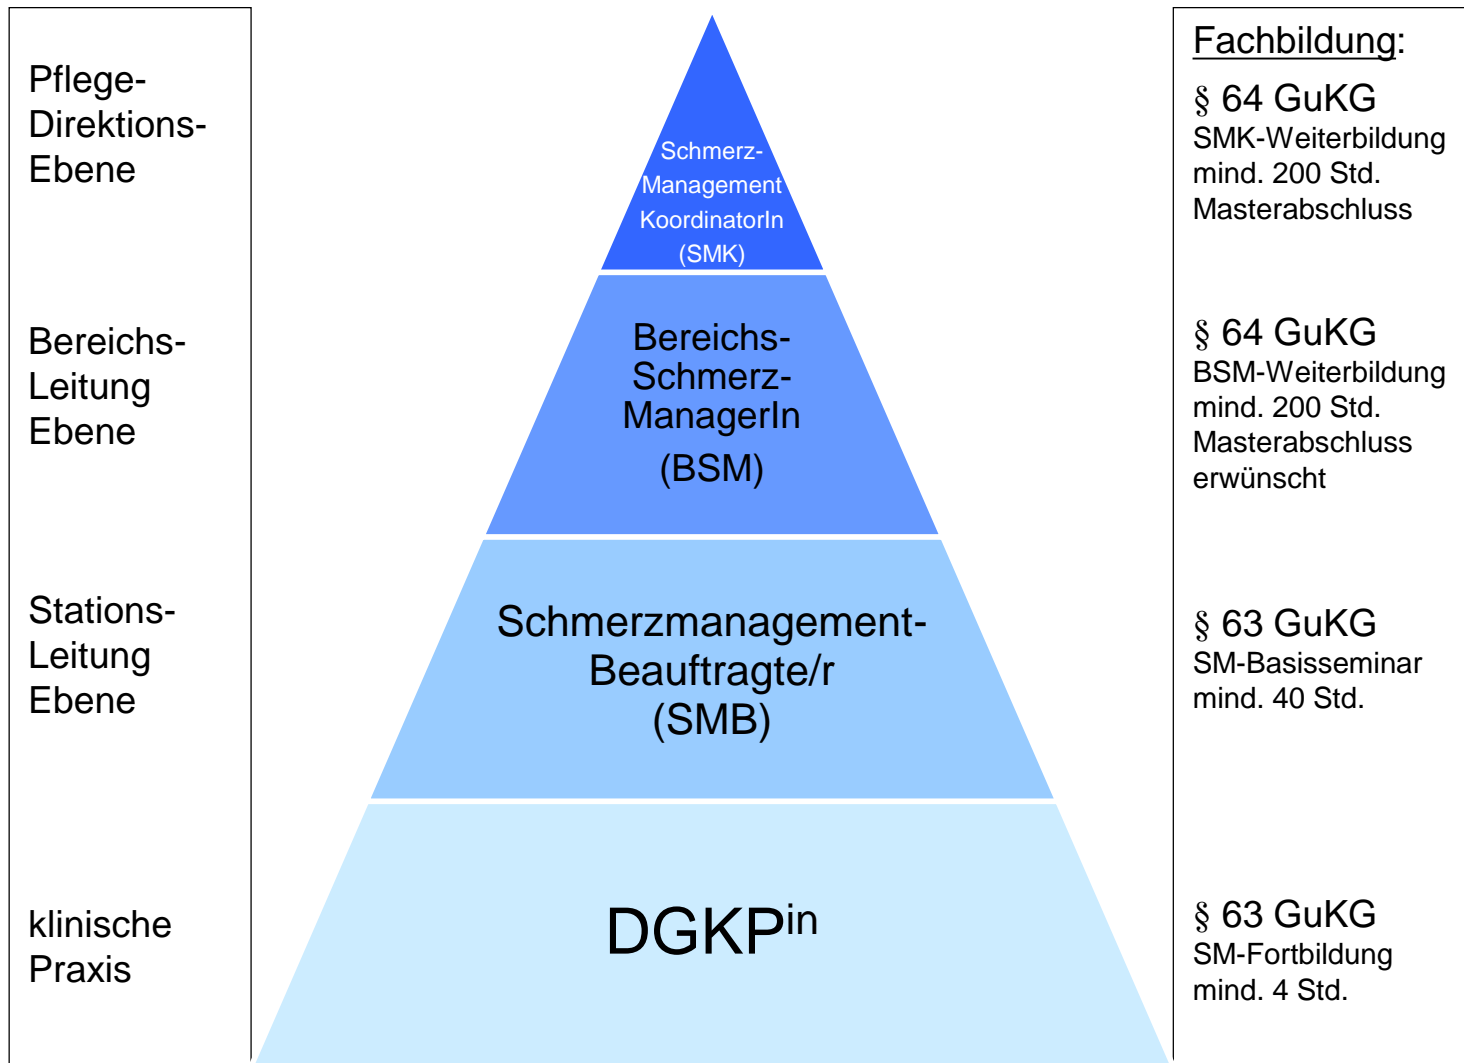 Pflege-
Direktions-
Ebene
Schmerz-
Management
KoordinatorIn
(SMK)
Fachbildung:
§ 64 GuKG
SMK-Weiterbildung
mind. 200 Std.
Masterabschluss
Bereichs-
Leitung
Ebene
Bereichs-
Schmerz-
ManagerIn
(BSM)
§ 64 GuKG
BSM-Weiterbildung
mind. 200 Std.
Masterabschluss
erwünscht
Stations-
Leitung
Ebene
Schmerzmanagement-
Beauftragte/r
(SMB)
§ 63 GuKG
SM-Basisseminar
mind. 40 Std.
klinische
Praxis
DGKPin
§ 63 GuKG
SM-Fortbildung
mind. 4 Std.